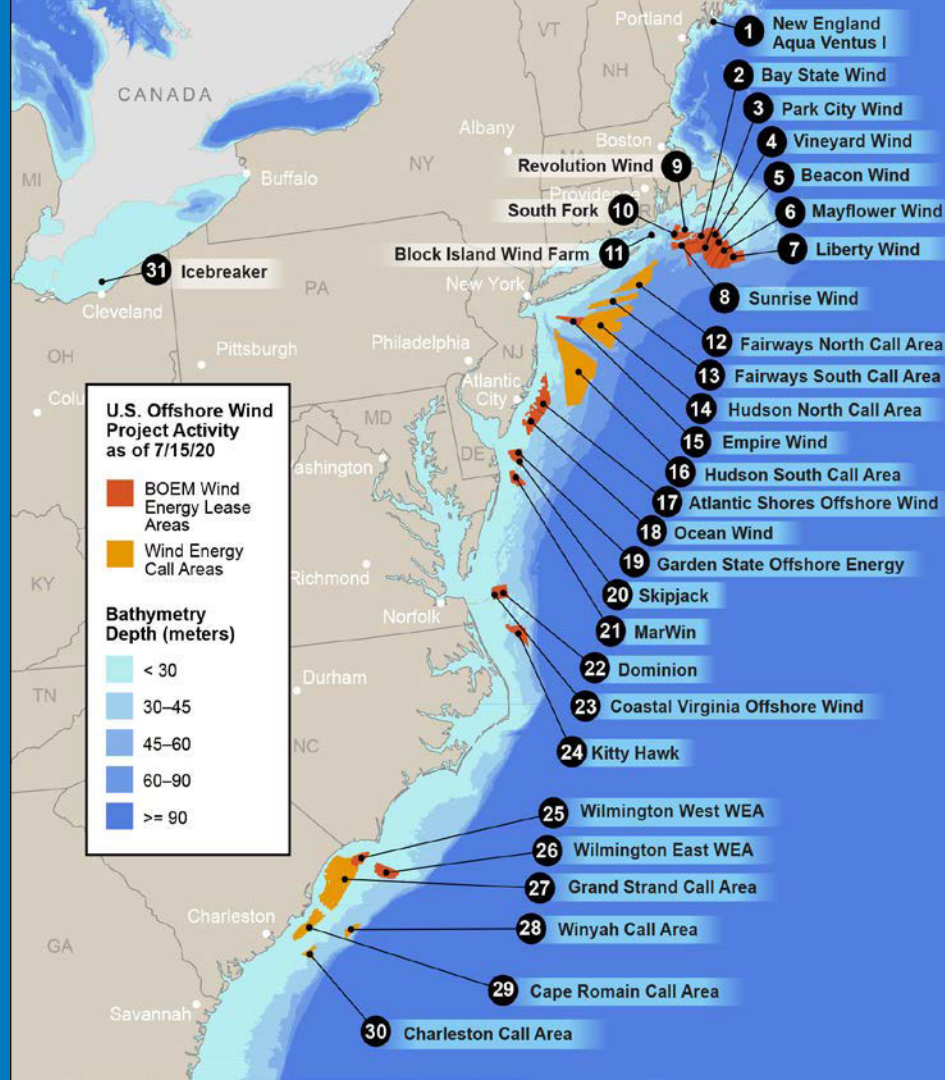 Portland
1
New England
Aqua Ventus I
VT
NH
2
Bay State Wind
CANADA
3
Park City Wind
Albany
Boston
4
Vineyard Wind
MI
NY
Revolution Wind
9
5
Beacon Wind
Buffalo
Providence
South Fork
10
6
Mayflower Wind
Block Island Wind Farm
11
7
Liberty Wind
31
Icebreaker
PA
New York
8
Sunrise Wind
Cleveland
OH
Pittsburgh
Philadelphia
NJ
12
Fairways North Call Area
13
Fairways South Call Area
Atlantic
City
14
Hudson North Call Area
Colu
MD
15
Empire Wind
DE
16
Hudson South Call Area
ashington
17
Atlantic Shores Offshore Wind
18
Ocean Wind
19
Garden State Offshore Energy
KY
Richmond
20
Skipjack
Norfolk
21
MarWin
22
Dominion
TN
Durham
23
Coastal Virginia Offshore Wind
NC
24
Kitty Hawk
U.S. Offshore Wind
Project Activity
as of 7/15/20
BOEM Wind
Energy Lease
Areas
Wind Energy
Call Areas
Bathymetry
Depth (meters)
< 30
30–45
45–60
60–90
>= 90
25
Wilmington West WEA
26
Wilmington East WEA
27
Grand Strand Call Area
Charleston
28
Winyah Call Area
GA
29
Cape Romain Call Area
Savannah
30
Charleston Call Area